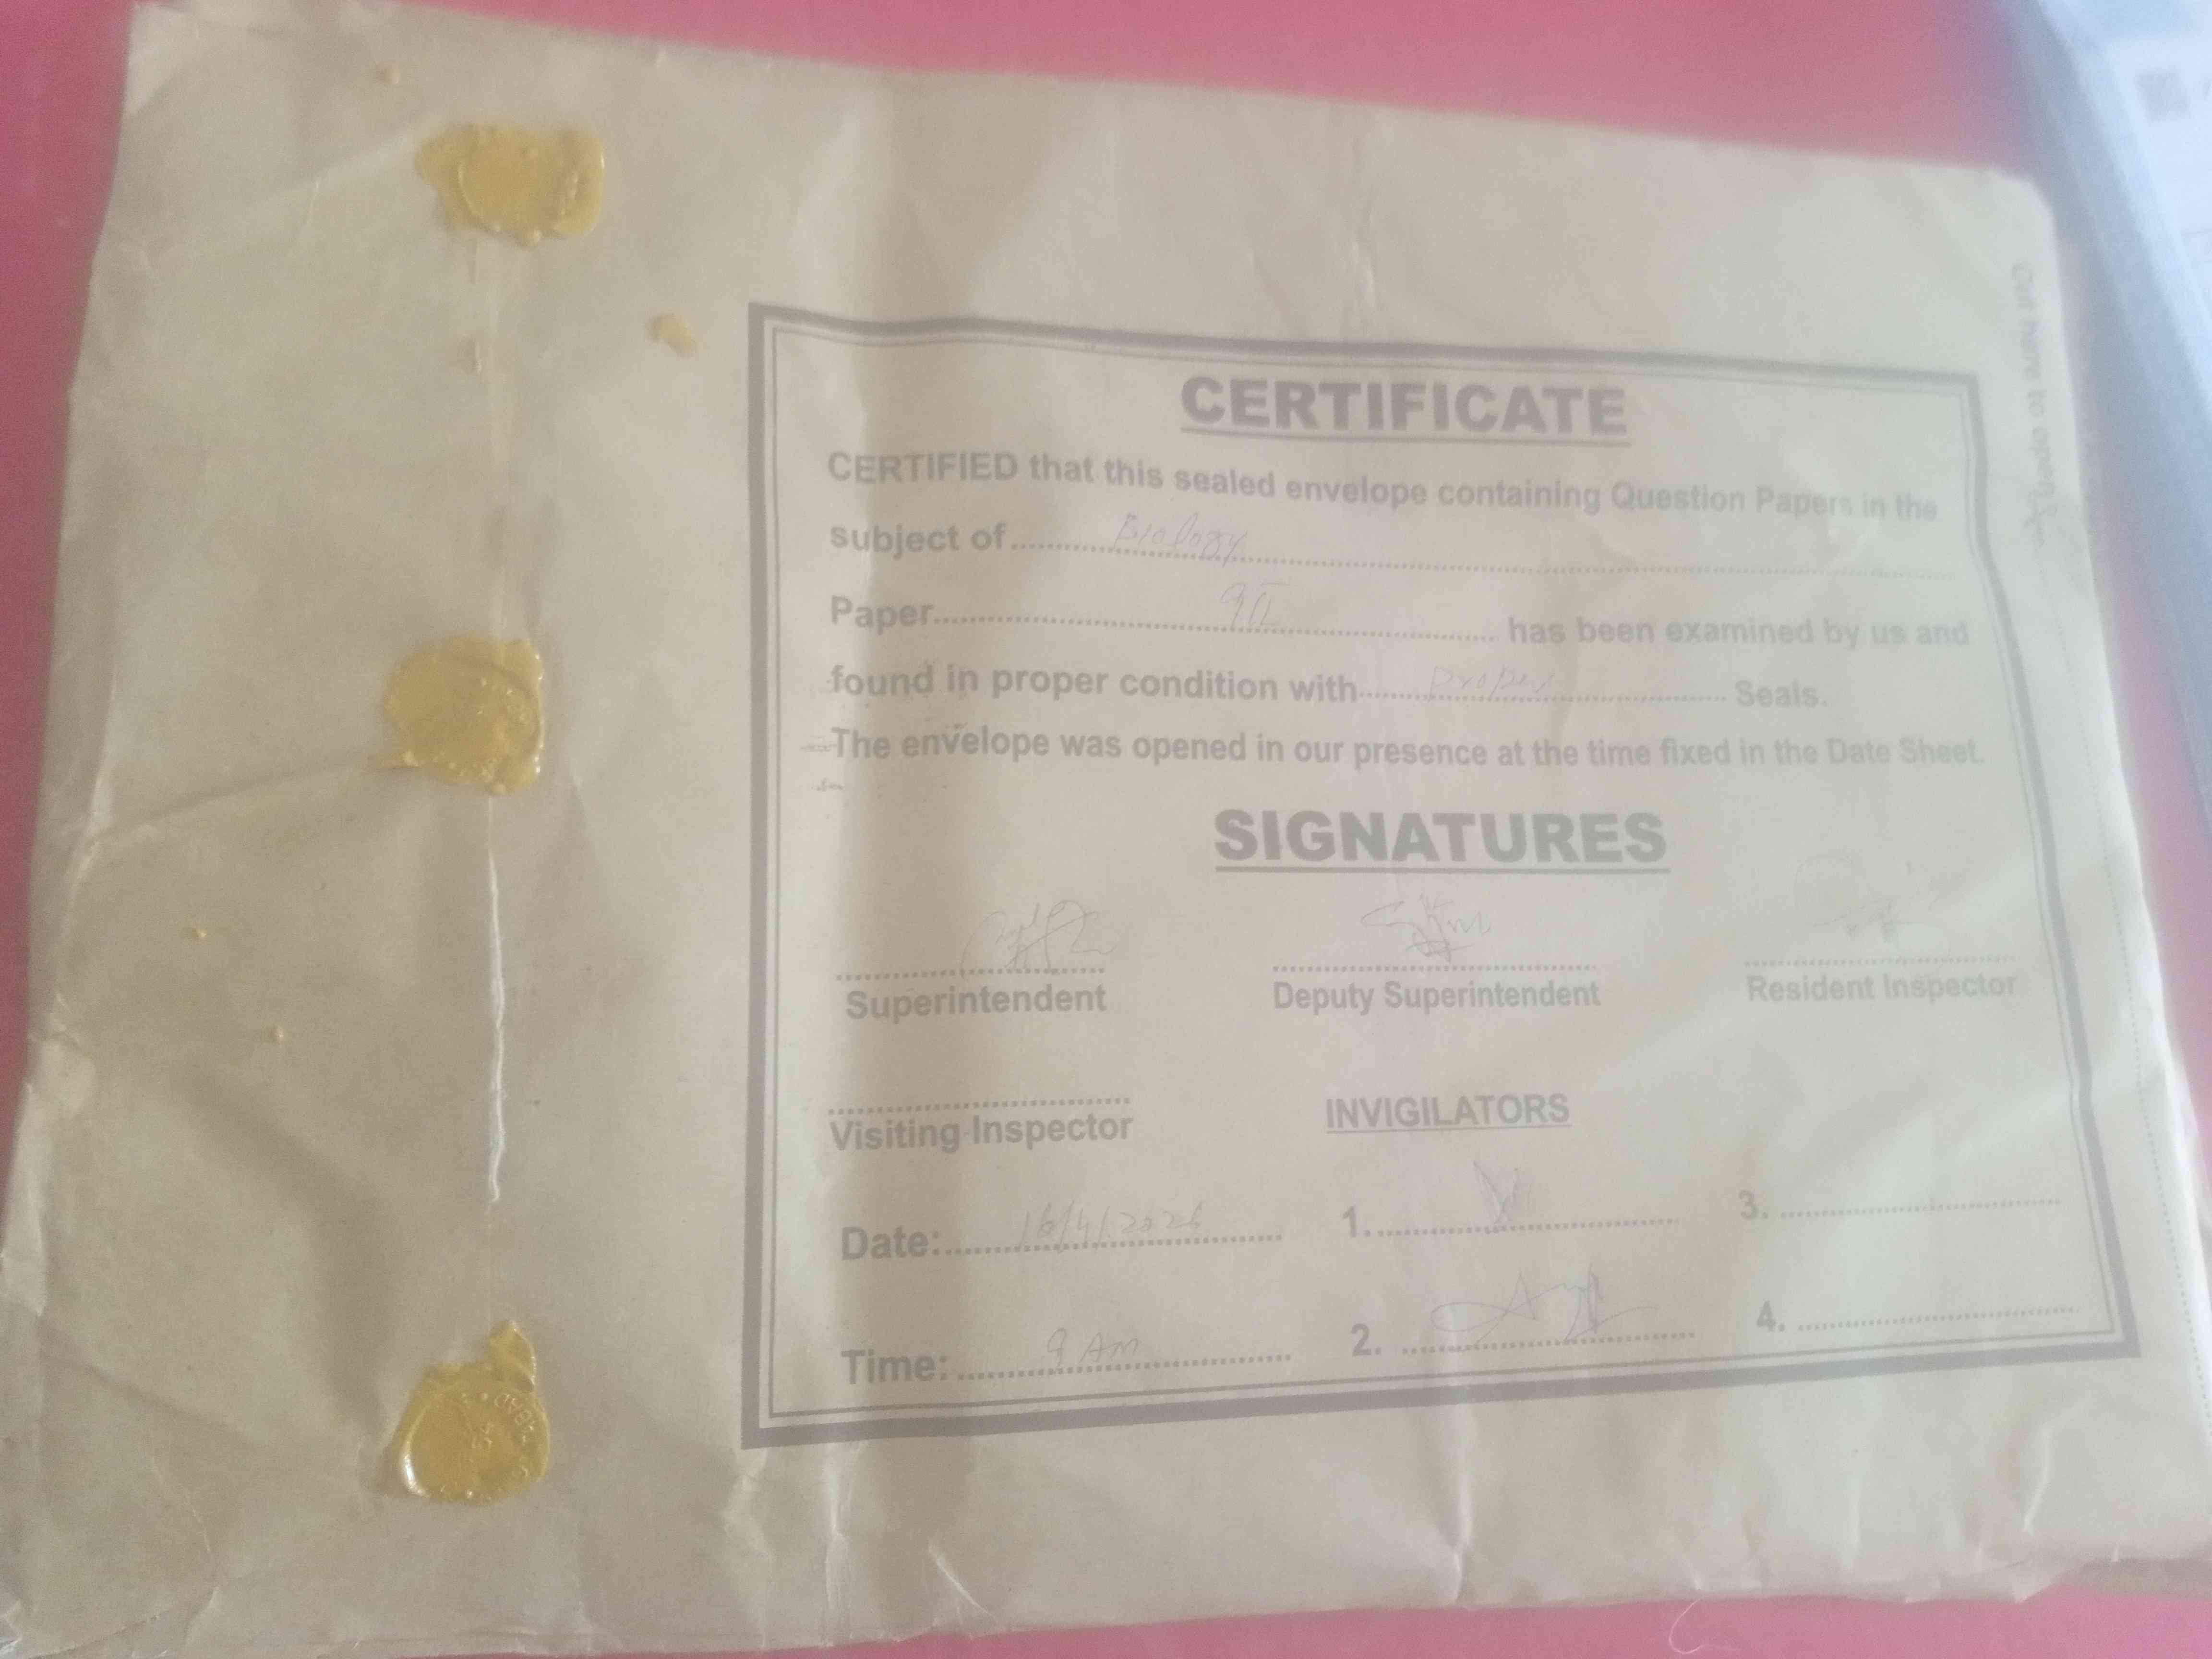 Cut here to open
CERTIFICATE
CERTIFIED that this sealed envelope containing Question Papers in the
subject of Biology
Paper has been examined by us and
found in proper condition with proper Seals.
The envelope was opened in our presence at the time fixed in the Date Sheet.
SIGNATURES
Superintendent Deputy Superintendent Resident Inspector
Visiting Inspector INVIGILATORS
Date: 16/4/2026 1. 3.
Time: 9 AM 2. 4.